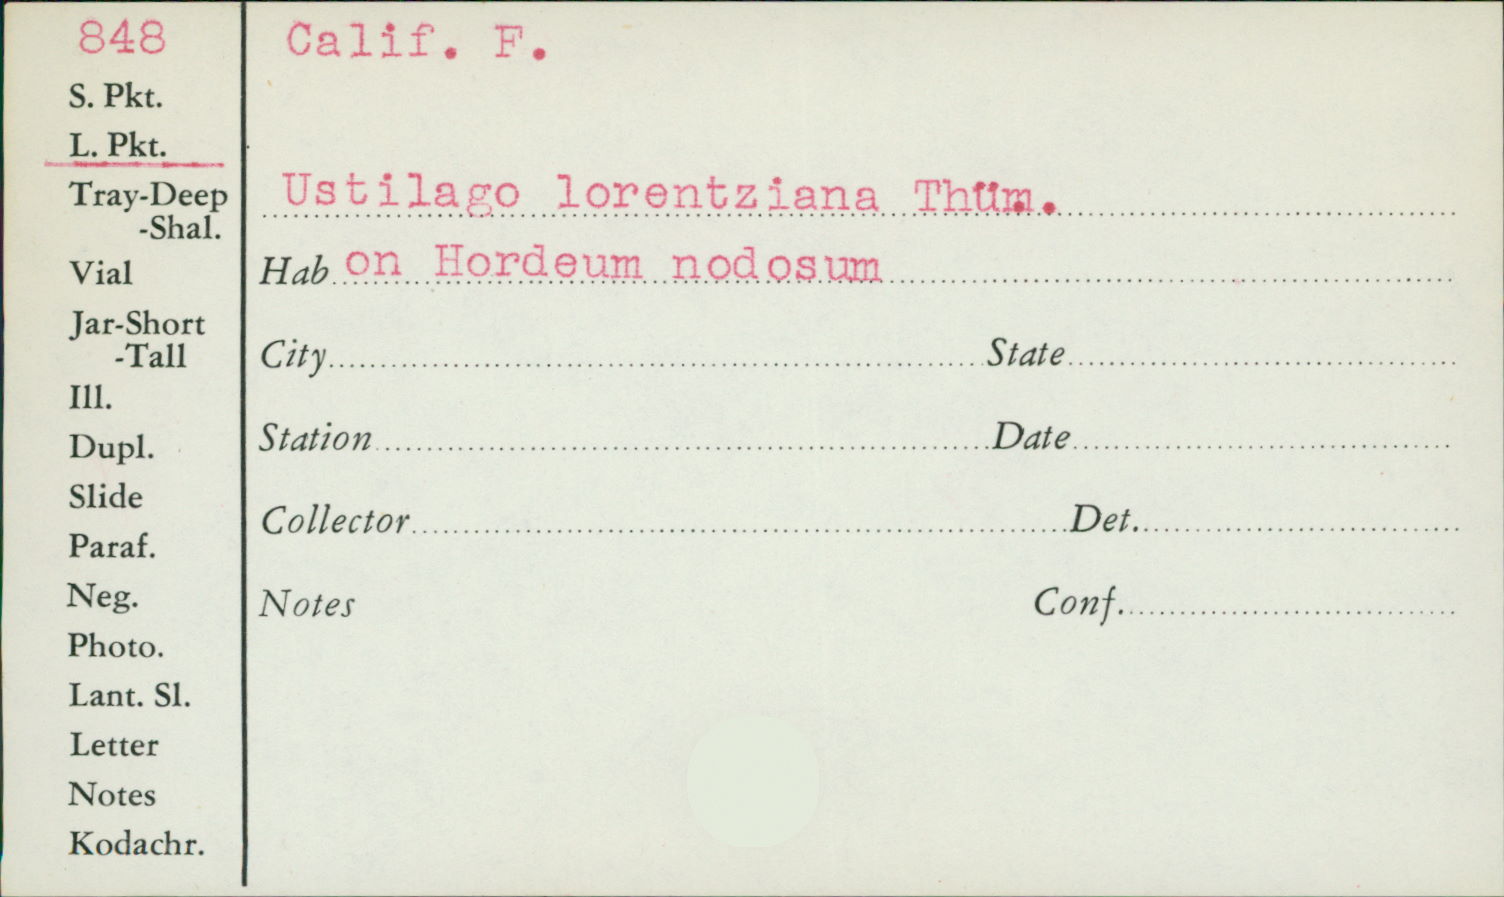 848
Calif. F.
S. Pkt.
L. Pkt.
Tray-Deep
-Shal.
Ustilago lorentziana Thüm.
Vial
Hab on Hordeum nodosum
Jar-Short
-Tall
City State
Ill.
Dupl.
Station Date
Slide
Collector Det.
Paraf.
Neg.
Notes Conf.
Photo.
Lant. Sl.
Letter
Notes
Kodachr.